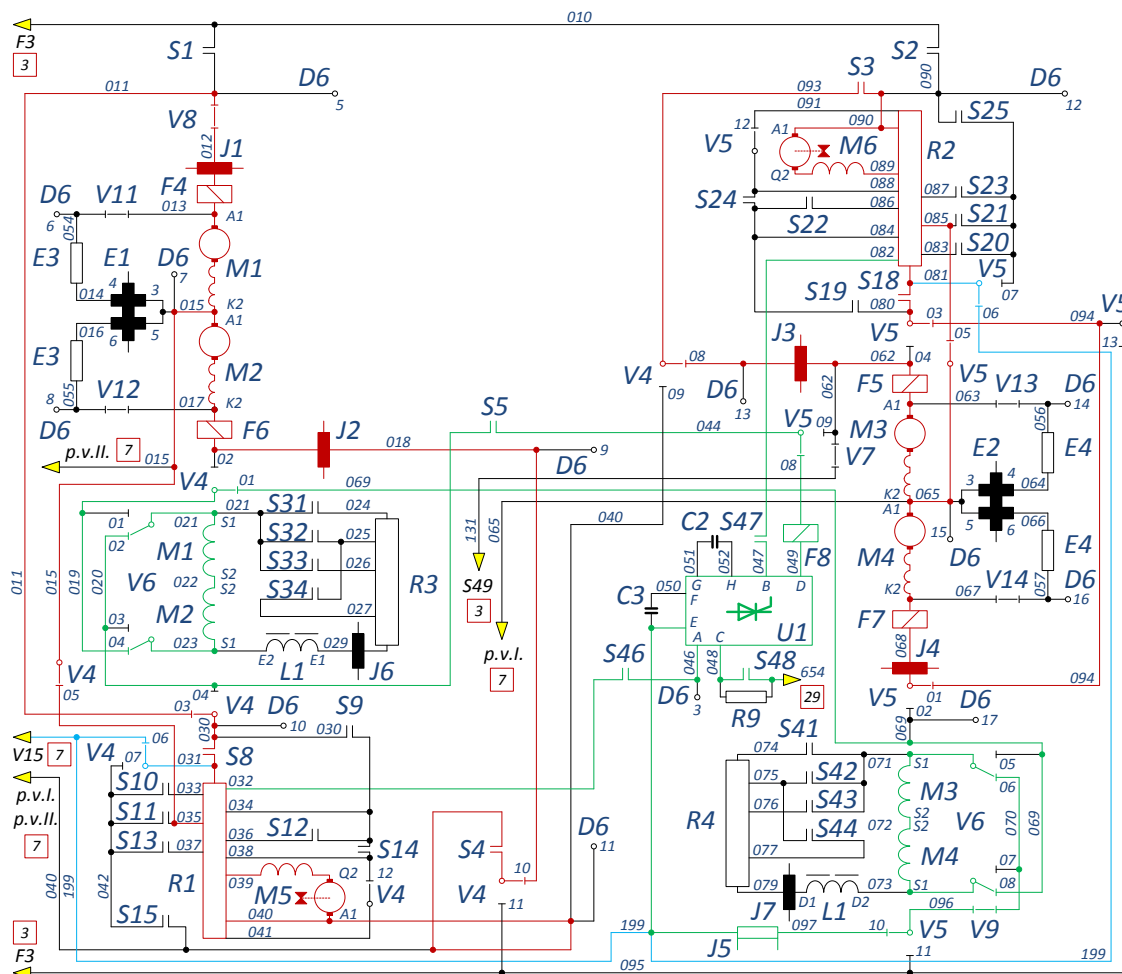 010
F3
3
S1
S2
090
011
D6
5
S3
093
D6
12
V8
012
J1
091
12
V5
A1
090
M6
Q2
089
088
R2
S25
F4
D6
6
V11
013
A1
S24
086
S22
084
082
087
S23
085
S21
083
S20
054
E3
E1
D6
7
M1
4
3
014
015
K2
A1
016
6
5
E3
055
M2
8
V12
017
K2
D6
081
V5
07
S18
S19
080
06
03
094
V5
V5
13
05
J3
V4
08
062
04
09
D6
13
062
V5
F5
V13
D6
063
14
A1
056
M3
E2
E4
F6
J2
S5
044
V5
09
V7
08
p.v.II.
7
015
02
018
D6
9
3
4
064
K2
065
A1
5
6
066
M4
15
D6
E4
V4
01
069
021
S31
024
01
021
S1
S32
025
02
M1
S33
026
V6
022
S2
S2
S34
R3
019
020
M2
027
03
04
023
S1
029
E2
E1
L1
J6
011
015
131
065
040
S49
3
p.v.I.
7
C2
S47
051
052
047
F8
049
C3
050
G
H
B
D
F
E
A
C
U1
K2
V14
057
D6
067
16
F7
068
J4
V5
01
094
02
D6
17
069
S46
046
048
S48
654
29
D6
3
R9
V4
05
04
V4
03
030
D6
10
S9
030
V15
7
V4
06
07
031
S8
S10
033
032
p.v.I.
p.v.II.
7
S11
035
034
S13
037
036
S12
038
S14
R1
039
Q2
12
M5
V4
040
A1
041
042
S15
040
199
S4
10
V4
11
D6
11
S41
074
071
S1
05
075
S42
06
076
S43
M3
S2
072
S2
V6
070
069
R4
S44
M4
077
07
079
D1
D2
073
S1
08
J7
L1
096
V9
V5
10
097
J5
11
199
199
3
F3
095